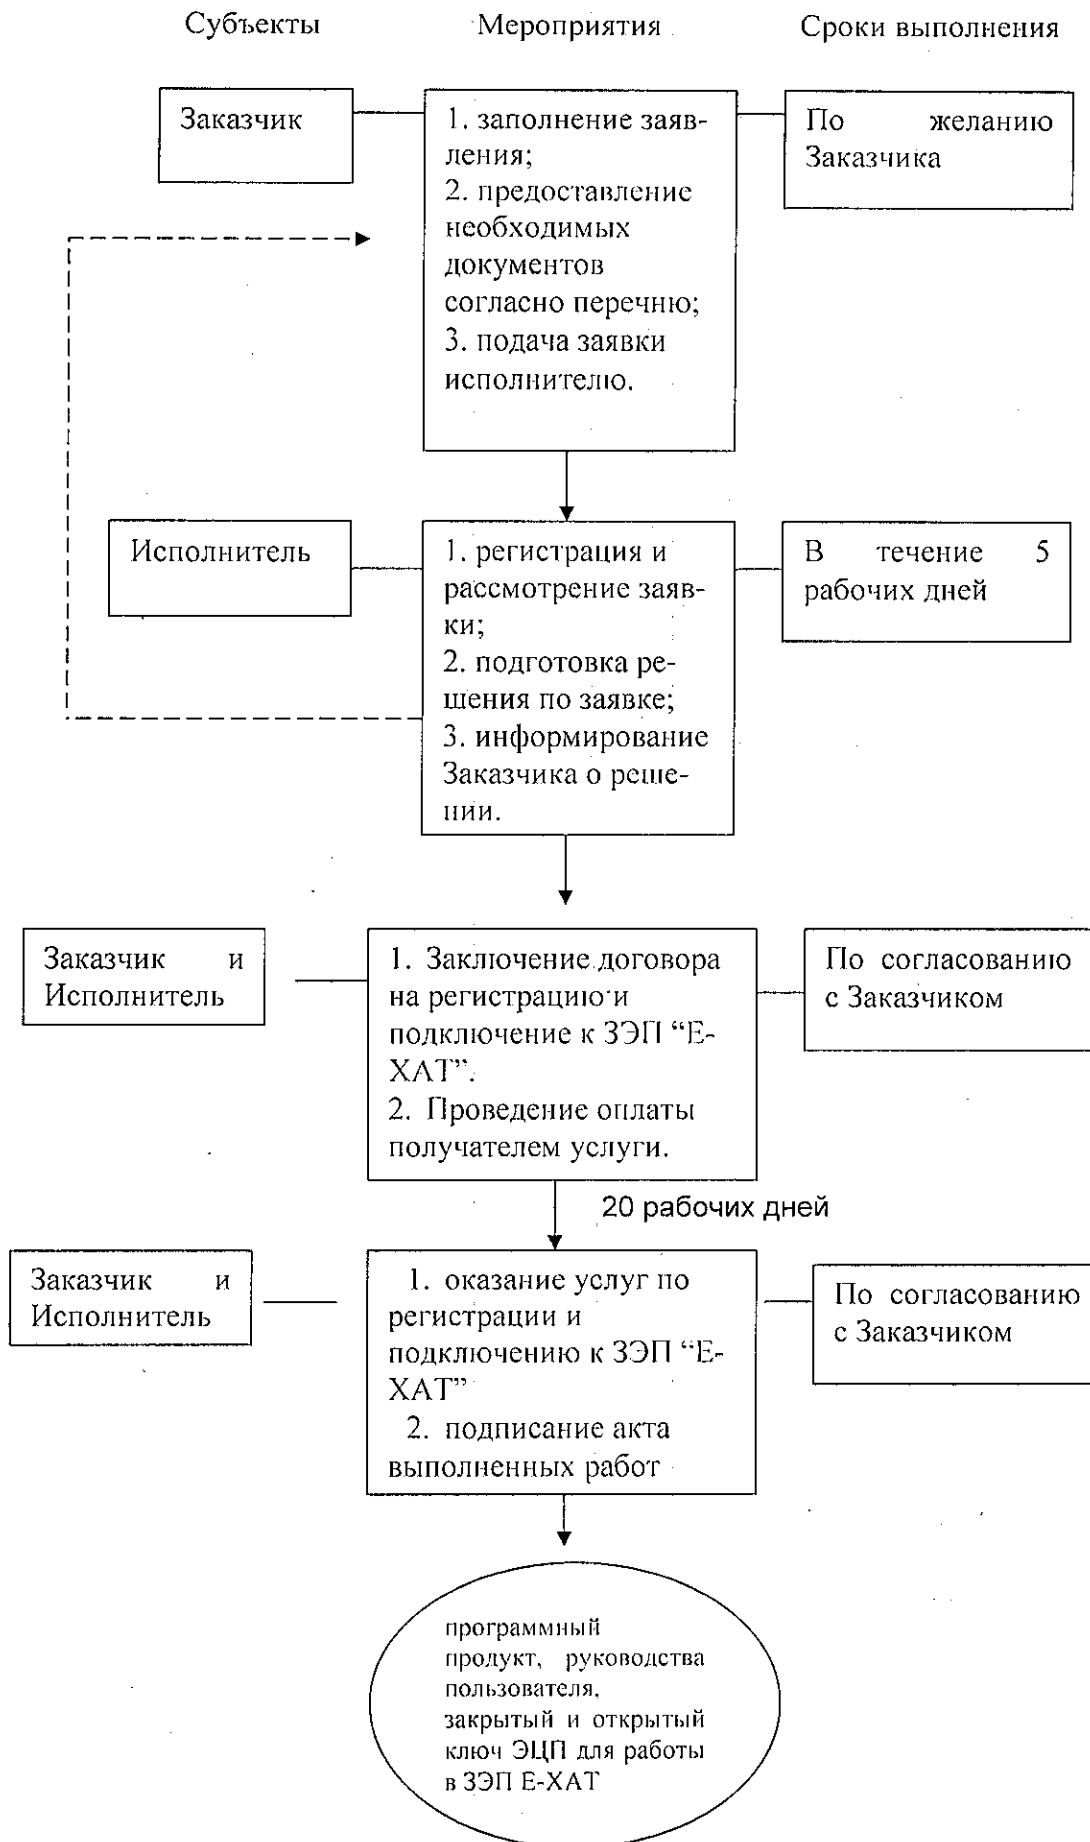 Субъекты
Мероприятия
Сроки выполнения
Заказчик
1. заполнение заяв-
ления;
2. предоставление
необходимых
документов
согласно перечню;
3. подача заявки
исполнителю.
По желанию
Заказчика
Исполнитель
1. регистрация и
рассмотрение заяв-
ки;
2. подготовка ре-
шения по заявке;
3. информирование
Заказчика о реше-
нии.
В течение 5
рабочих дней
Заказчик и
Исполнитель
1. Заключение договора
на регистрацию и
подключение к ЗЭП “Е-
ХАТ”.
2. Проведение оплаты
получателем услуги.
По согласованию
с Заказчиком
20 рабочих дней
Заказчик и
Исполнитель
1. оказание услуг по
регистрации и
подключению к ЗЭП “Е-
ХАТ”
2. подписание акта
выполненных работ
По согласованию
с Заказчиком
программный
продукт, руководства
пользователя,
закрытый и открытый
ключ ЭЦП для работы
в ЗЭП Е-ХАТ